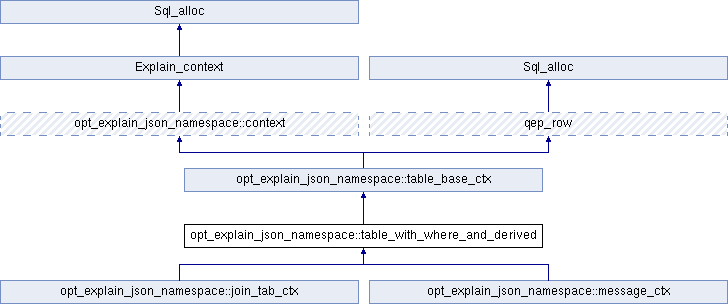 Sql_alloc
Explain_context
Sql_alloc
opt_explain_json_namespace::context
qep_row
opt_explain_json_namespace::table_base_ctx
opt_explain_json_namespace::table_with_where_and_derived
opt_explain_json_namespace::join_tab_ctx
opt_explain_json_namespace::message_ctx